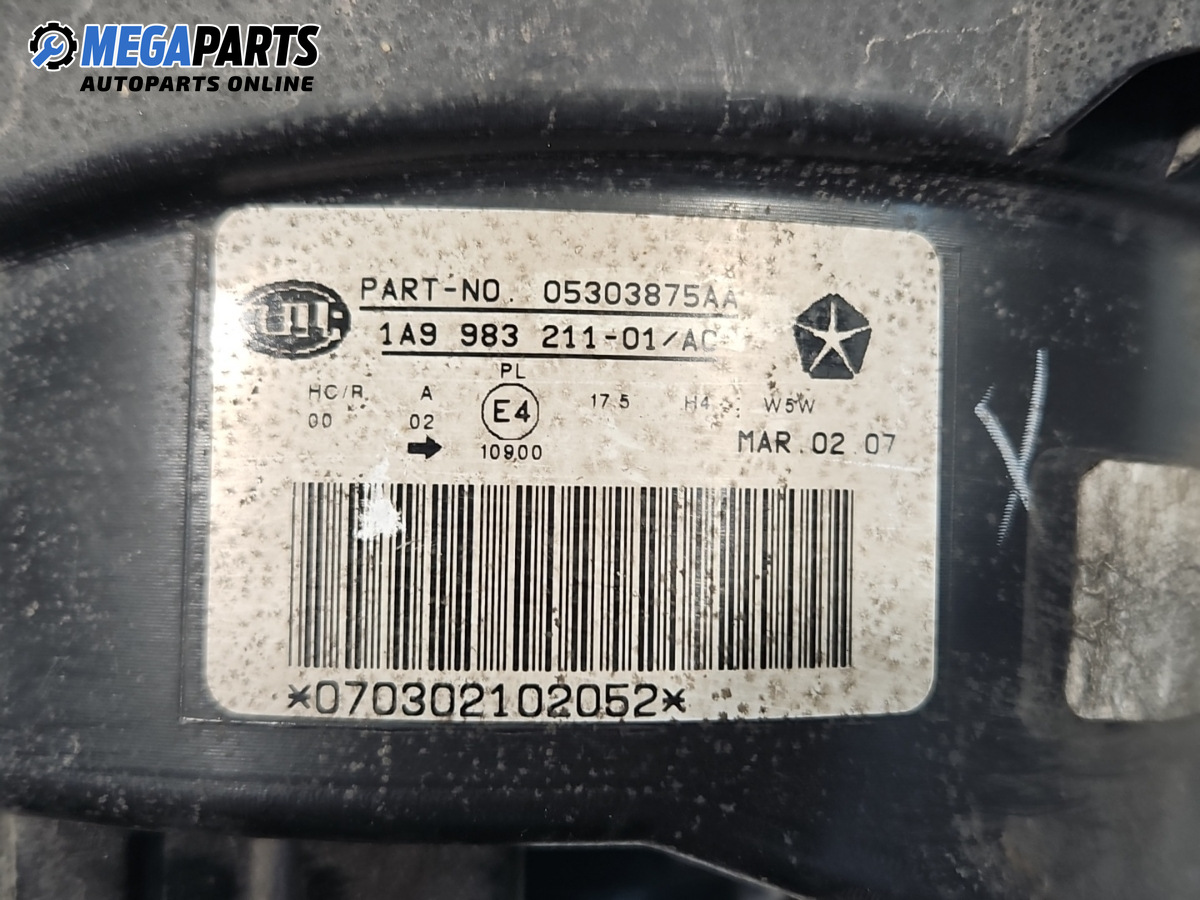 MEGAPARTS
AUTOPARTS ONLINE
PART-NO. 05303875AA
1A9 983 211-01/AC-
PL
HC/R A E4 17.5 H4 W5W
00 02
10900
MAR.02 07
*070302102052*